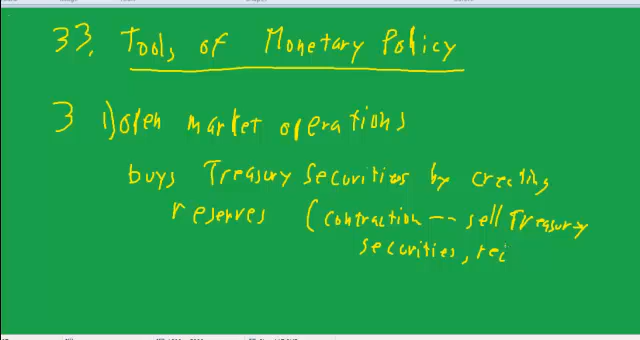 33. Tools of Monetary Policy
3 1) open market operations
buys Treasury Securities by creating
reserves (contraction -- sell Treasury
securities, rei